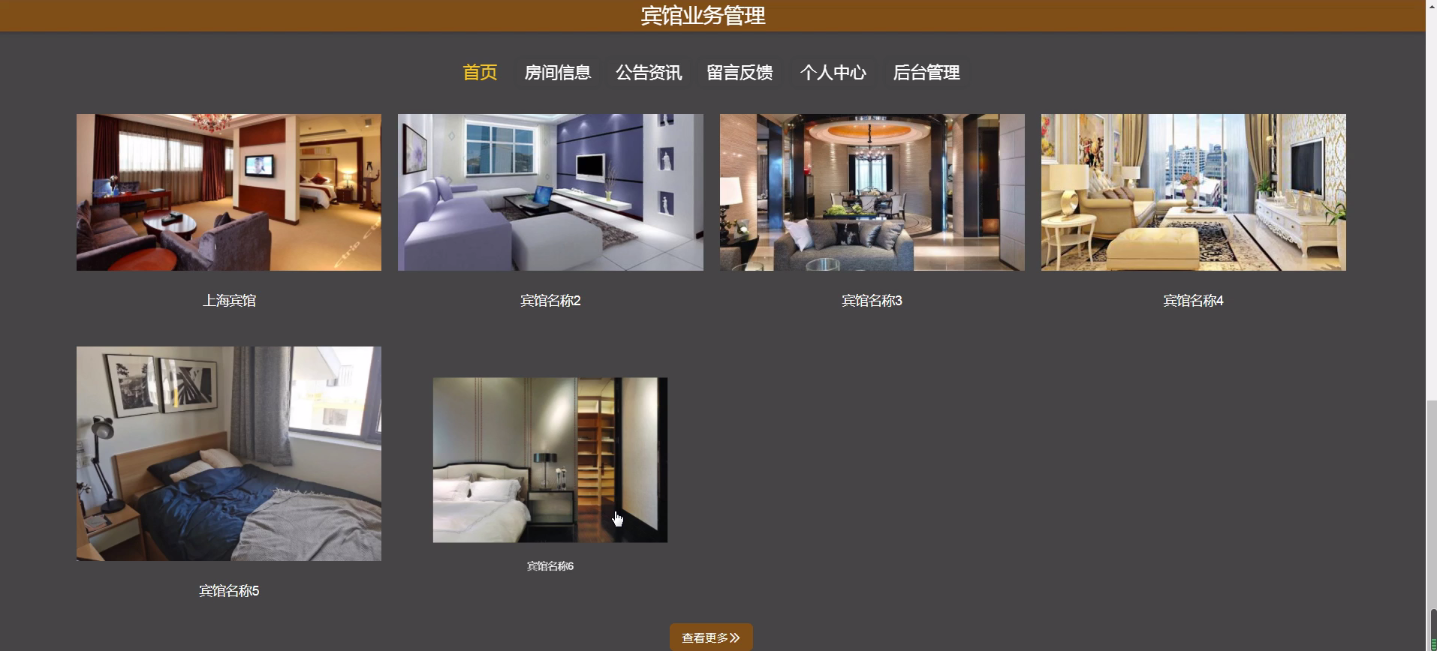 宾馆业务管理
首页 房间信息 公告资讯 留言反馈 个人中心 后台管理
上海宾馆 宾馆名称2 宾馆名称3 宾馆名称4
宾馆名称5 宾馆名称6
查看更多